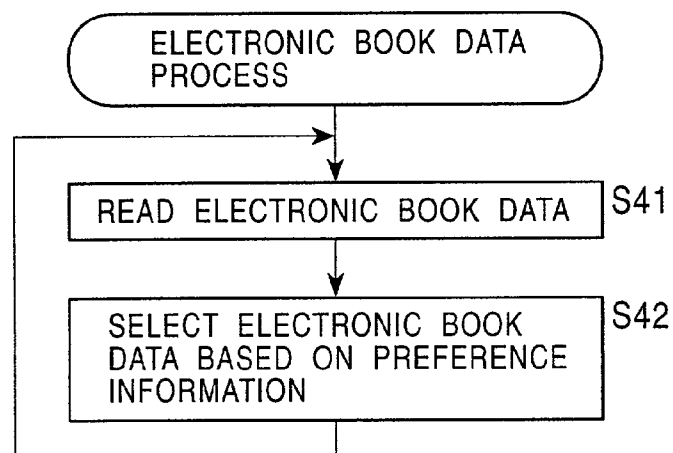 ELECTRONIC BOOK DATA
PROCESS
READ ELECTRONIC BOOK DATA
S41
SELECT ELECTRONIC BOOK
DATA BASED ON PREFERENCE
INFORMATION
S42